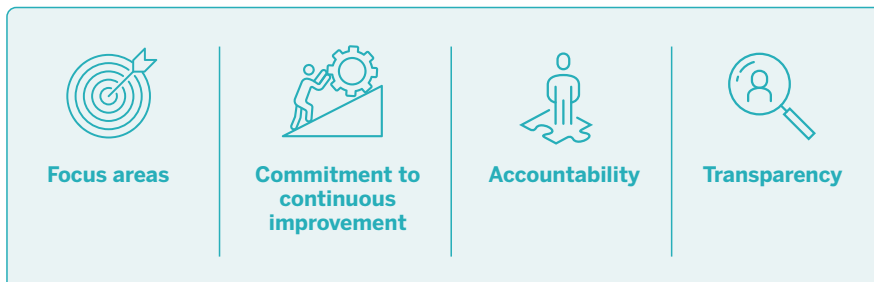 Focus areas
Commitment to
continuous
improvement
Accountability
Transparency